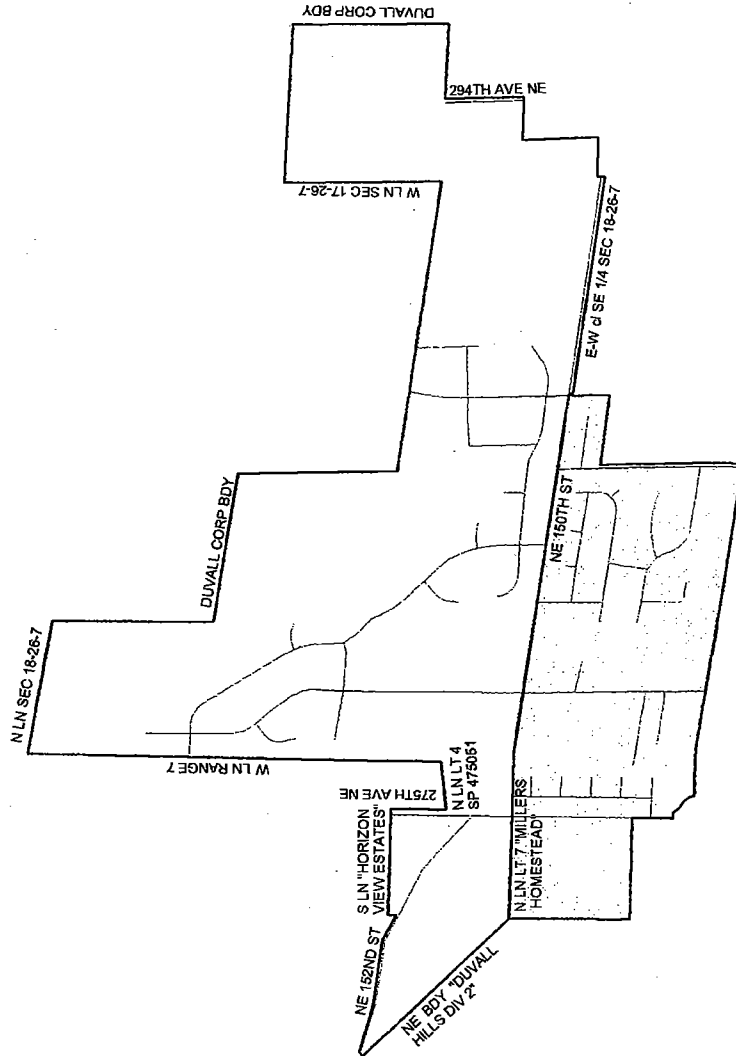 DUVALL CORP BDY
294TH AVE NE
W LN SEC 17-26-7
E-W cl SE 1/4 SEC 18-26-7
DUVALL CORP BDY
N LN SEC 18-26-7
NE 150TH ST
W LN RANGE 7
275TH AVE NE
N LN LT 4
SP 475051
S LN "HORIZON
VIEW ESTATES"
N LN LT 7 "MILLERS
HOMESTEAD"
NE 152ND ST
NE BDY "DUVALL
HILLS DIV 2"